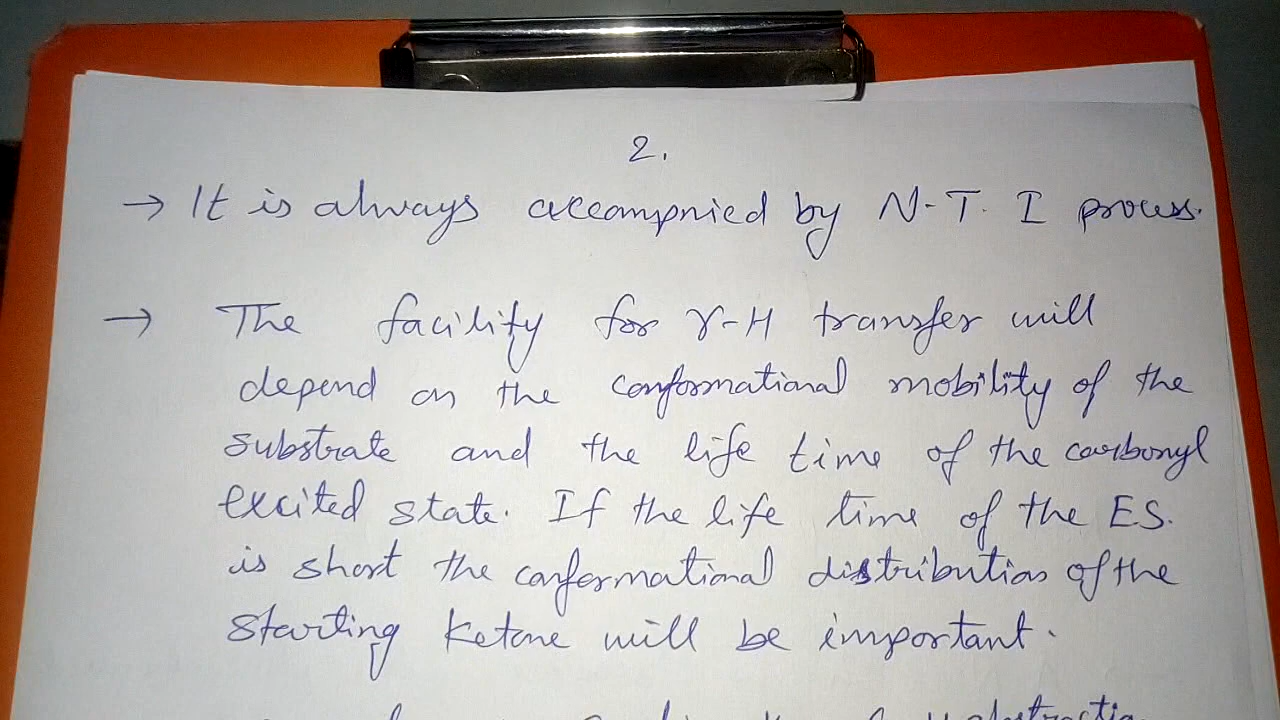 2.
→ It is always accompnied by N-T. I process.
→ The facility for γ-H transfer will
depend on the conformational mobility of the
substrate and the life time of the carbonyl
excited state. If the life time of the ES.
is short the conformational distribution of the
starting Ketone will be important.